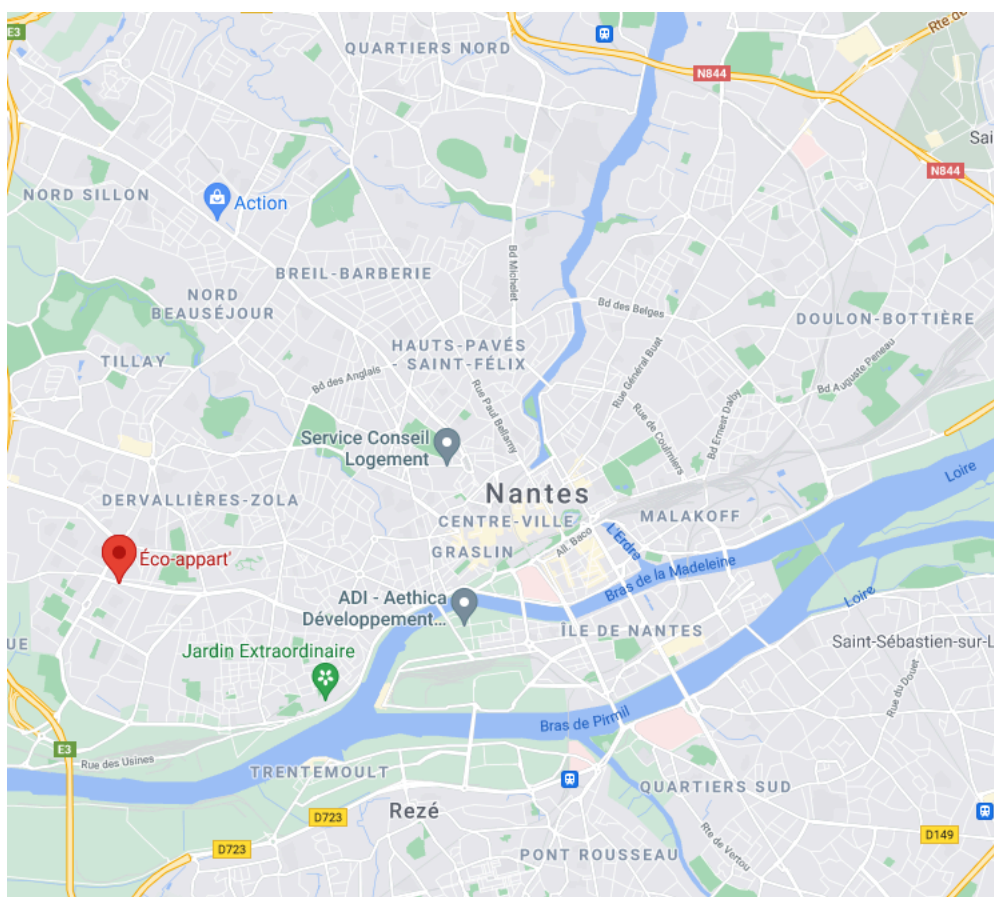 E3
QUARTIERS NORD
Rte de
N844
Sai
N844
NORD SILLON
Action
Bd Michelet
BREIL-BARBERIE
NORD
BEAUSÉJOUR
Bd des Belges
DOULON-BOTTIÈRE
HAUTS-PAVÉS
- SAINT-FÉLIX
TILLAY
Bd des Anglais
Rue Paul Bellamy
Rue Général Buat
Bd Auguste Peneau
Rue de Coulmiers
Bd Ernest Dalby
Service Conseil
Logement
Loire
Nantes
DERVALLIÈRES-ZOLA
CENTRE-VILLE
MALAKOFF
All. Baco
L'Erdre
GRASLIN
Éco-appart'
Bras de la Madeleine
ADI - Aethica
Développement...
Loire
ÎLE DE NANTES
UE
Saint-Sébastien-sur-L
Jardin Extraordinaire
Rue du Douet
Bras de Pirmil
E3
Rue des Usines
TRENTEMOULT
QUARTIERS SUD
Rezé
D723
D723
D149
Rte de Vertou
PONT ROUSSEAU